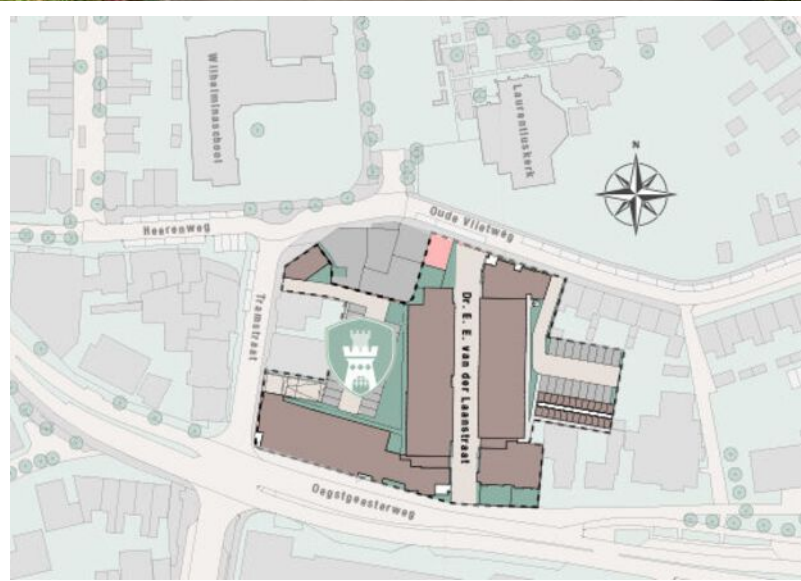 Wilhelminaschool
Laurentiuskerk
N
Oude Vlietweg
Heerenweg
Tramstraat
Dr. E. E. van der Laanstraat
Oegstgeesterweg